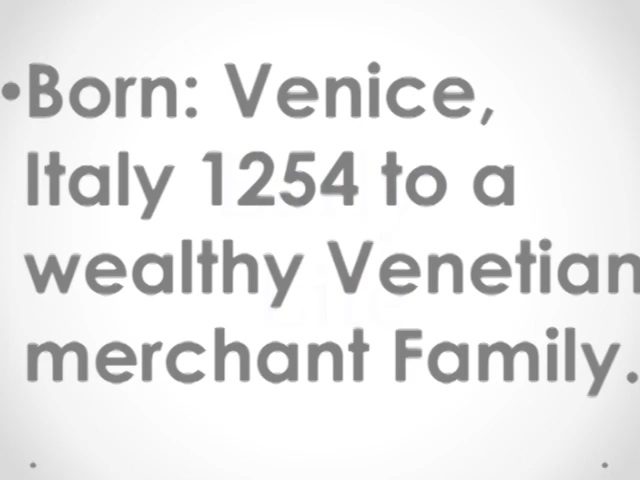 •Born: Venice,
Italy 1254 to a
wealthy Venetian
merchant Family.